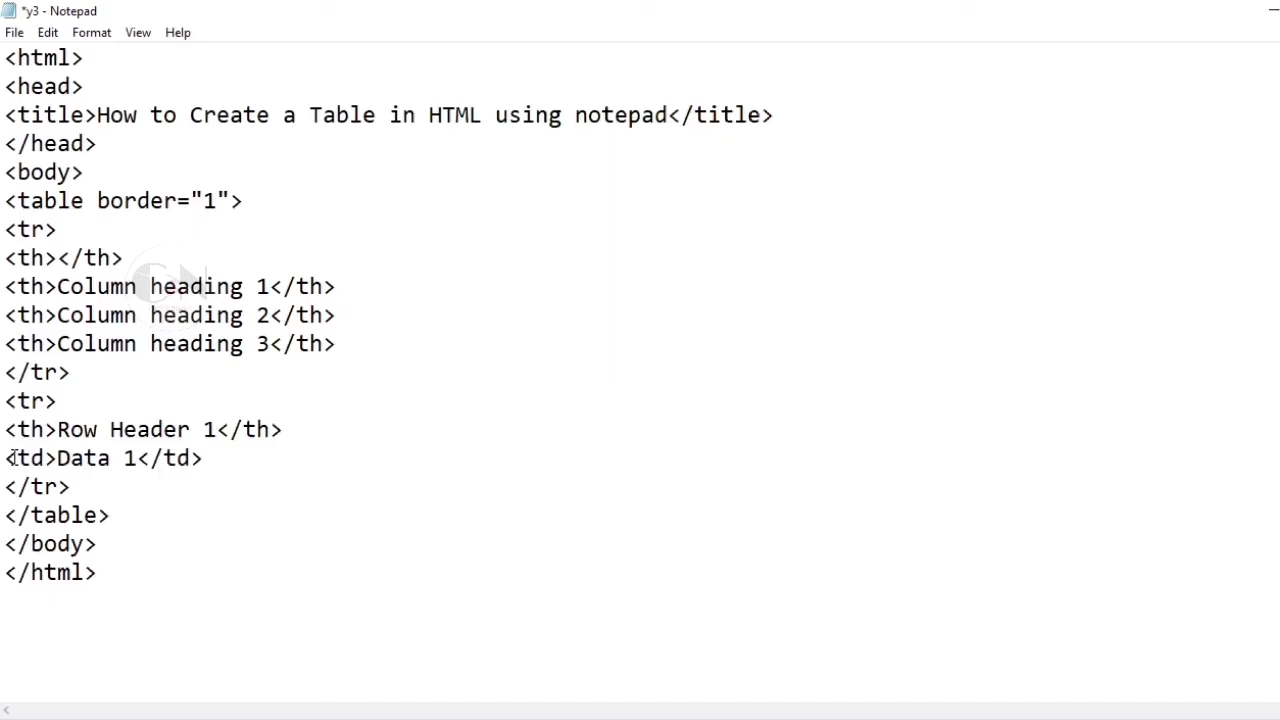 *y3 - Notepad
File Edit Format View Help
<html>
<head>
<title>How to Create a Table in HTML using notepad</title>
</head>
<body>
<table border="1">
<tr>
<th></th>
<th>Column heading 1</th>
<th>Column heading 2</th>
<th>Column heading 3</th>
</tr>
<tr>
<th>Row Header 1</th>
<td>Data 1</td>
</tr>
</table>
</body>
</html>